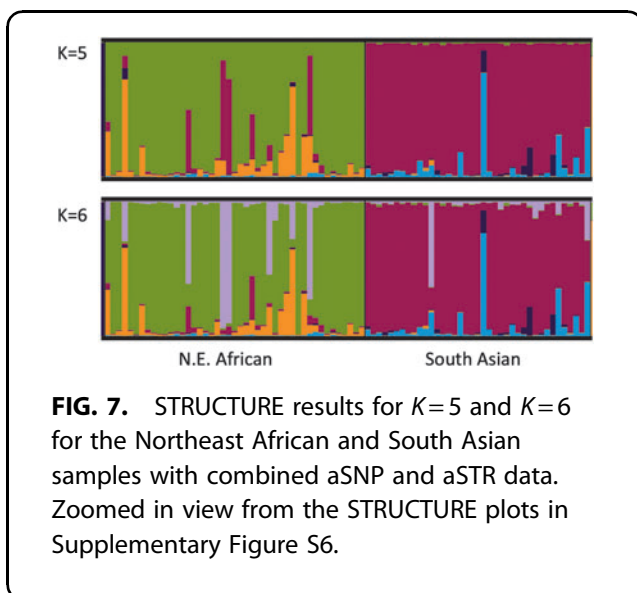 K=5
K=6
N.E. African South Asian
FIG. 7. STRUCTURE results for K=5 and K=6
for the Northeast African and South Asian
samples with combined aSNP and aSTR data.
Zoomed in view from the STRUCTURE plots in
Supplementary Figure S6.